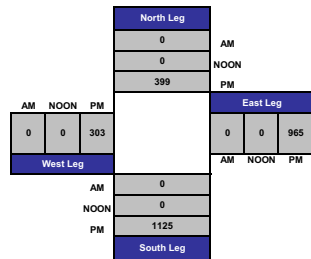 North Leg
0 AM
0 NOON
399 PM
AM NOON PM
East Leg
0 0 303
0 0 965
West Leg
AM NOON PM
AM 0
NOON 0
PM 1125
South Leg